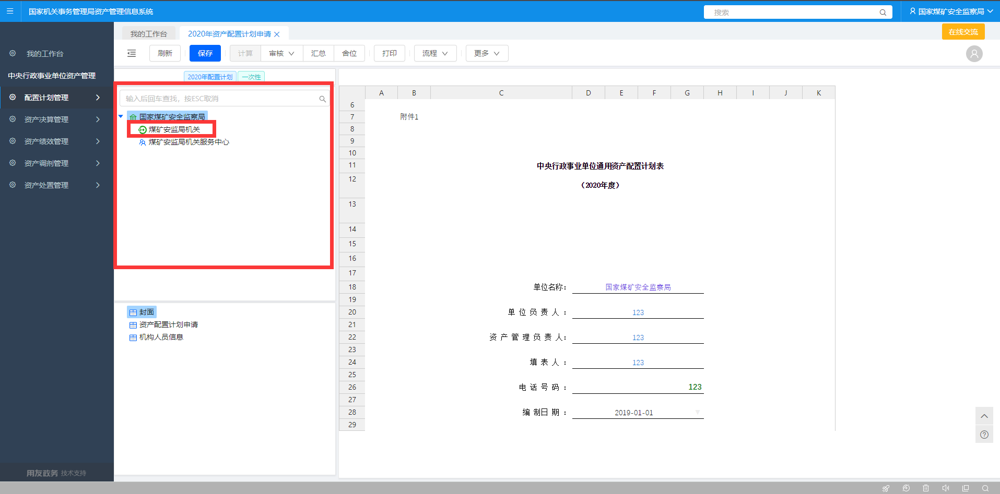 国家机关事务管理局资产管理信息系统
搜索
国家煤矿安全监察局
我的工作台
2020年资产配置计划申请
在线交流
刷新
保存
计算
审核
汇总
舍位
打印
流程
更多
我的工作台
中央行政事业单位资产管理
配置计划管理
资产决算管理
资产绩效管理
资产调剂管理
资产处置管理
用友政务 技术支持
2020年配置计划
一次性
输入后回车查找，按ESC取消
国家煤矿安全监察局
煤矿安监局机关
煤矿安监局机关服务中心
封面
资产配置计划申请
机构人员信息
A B C D E F G H I J K
6
7 附件1
8
9
10
11 中央行政事业单位通用资产配置计划表
12 （2020年度）
13
14
15
16
17
18 单位名称： 国家煤矿安全监察局
19
20 单 位 负 责 人 ： 123
21
22 资 产 管 理 负 责 人： 123
23
24 填 表 人 ： 123
25
26 电 话 号 码 ： 123
27
28 编 制日 期 ： 2019-01-01
29